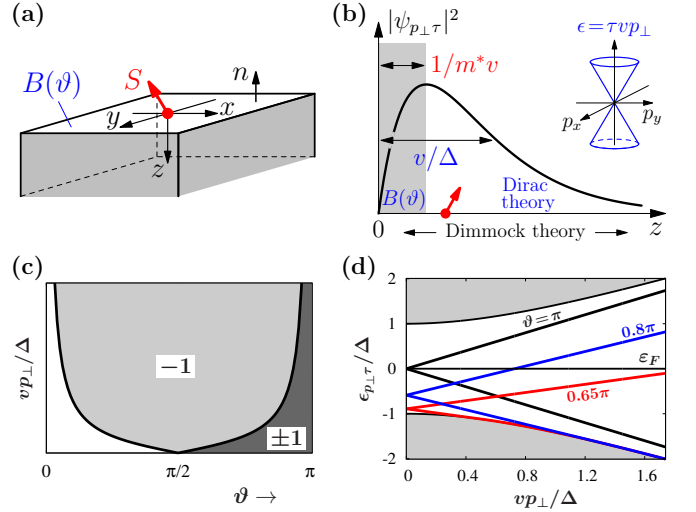 (a)
B(ϑ)
S
n
x
y
z
(b)
|ψ_{p⊥τ}|²
1/m*v
v/Δ
B(ϑ)
Dirac
theory
0
Dimmock theory
z
ϵ=τvp⊥
p_x
p_y
(c)
vp⊥/Δ
−1
±1
0
π/2
π
ϑ →
(d)
ϵ_{p⊥τ}/Δ
2
1
0
-1
-2
ϑ=π
0.8π
ε_F
0.65π
0
0.4
0.8
1.2
1.6
vp⊥/Δ